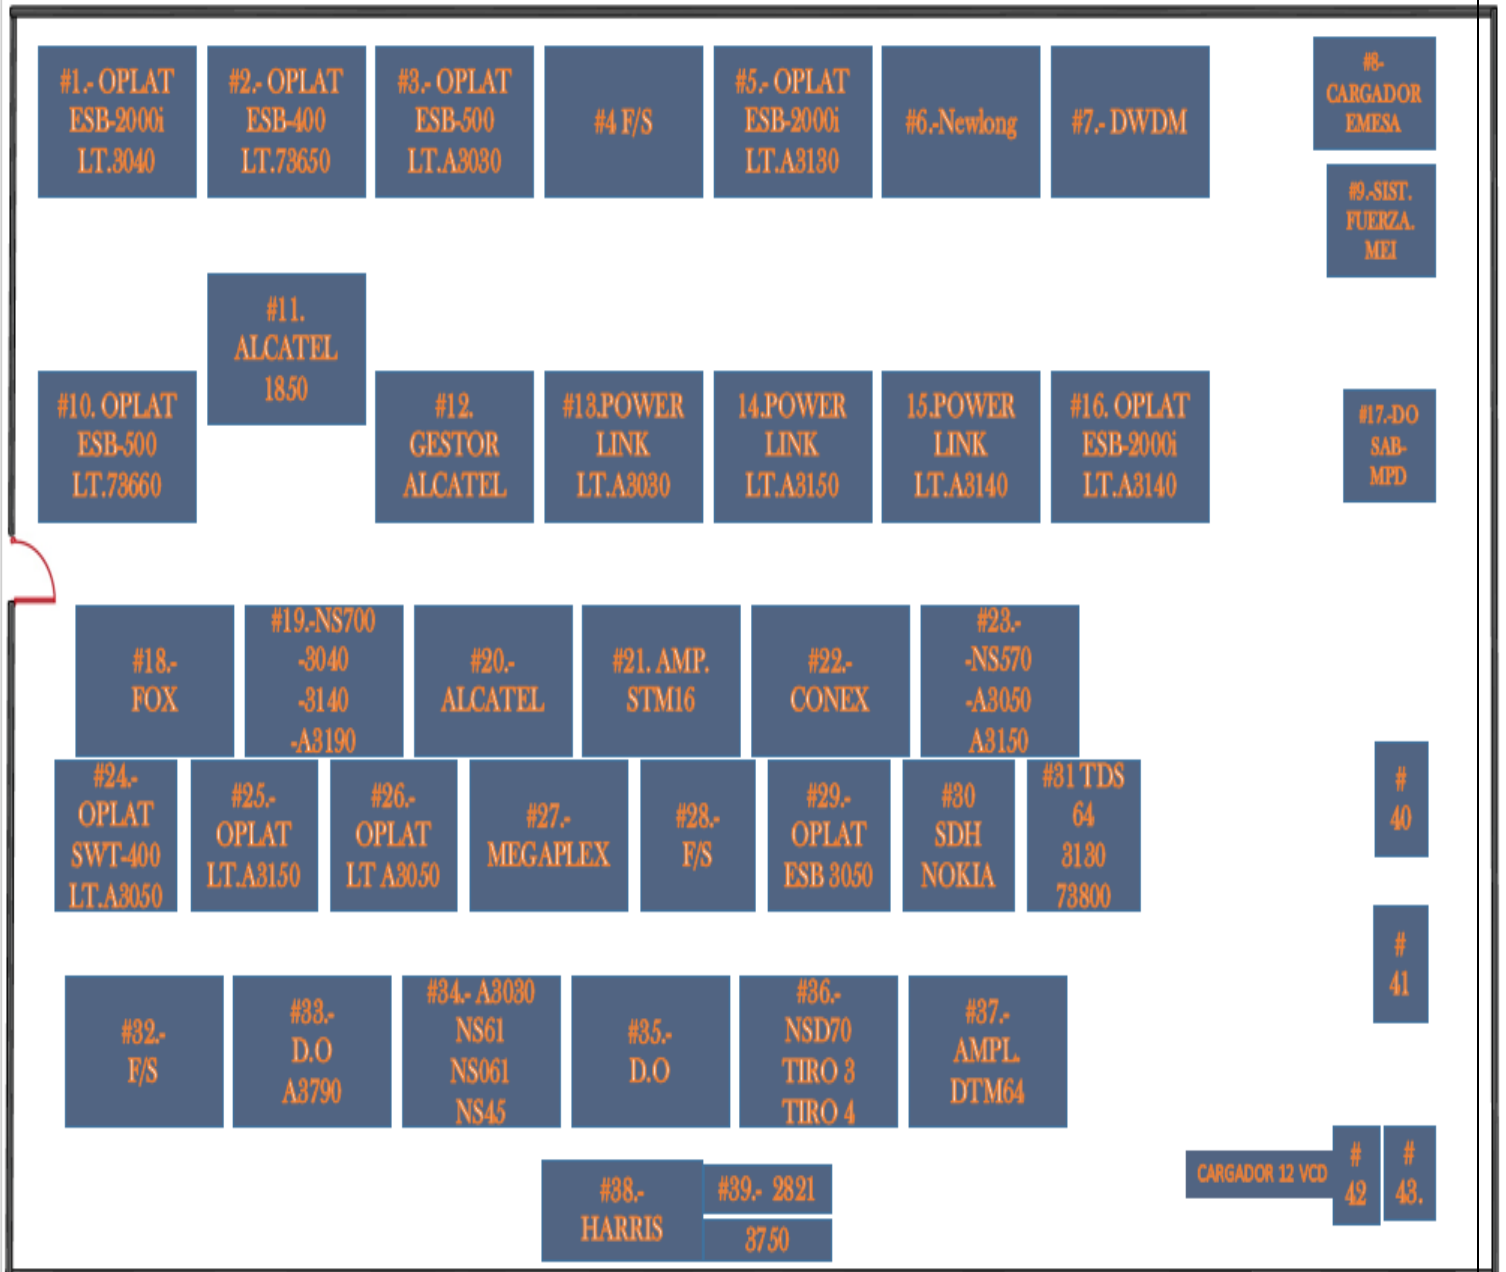 #1.- OPLAT
ESB-2000i
LT.3040
#2.- OPLAT
ESB-400
LT.73650
#3.- OPLAT
ESB-500
LT.A3030
#4 F/S
#5.- OPLAT
ESB-2000i
LT.A3130
#6.-Newlong
#7.- DWDM
#8-
CARGADOR
EMESA
#9.-SIST.
FUERZA.
MEI
#10. OPLAT
ESB-500
LT.73660
#11.
ALCATEL
1850
#12.
GESTOR
ALCATEL
#13.POWER
LINK
LT.A3030
14.POWER
LINK
LT.A3150
15.POWER
LINK
LT.A3140
#16. OPLAT
ESB-2000i
LT.A3140
#17.-DO
SAB-
MPD
#18.-
FOX
#19.-NS700
-3040
-3140
-A3190
#20.-
ALCATEL
#21. AMP.
STM16
#22.-
CONEX
#23.-
-NS570
-A3050
A3150
#24.-
OPLAT
SWT-400
LT.A3050
#25.-
OPLAT
LT.A3150
#26.-
OPLAT
LT A3050
#27.-
MEGAPLEX
#28.-
F/S
#29.-
OPLAT
ESB 3050
#30
SDH
NOKIA
#31 TDS
64
3130
73800
#
40
#
41
#32.-
F/S
#33.-
D.O
A3790
#34.- A3030
NS61
NS061
NS45
#35.-
D.O
#36.-
NSD70
TIRO 3
TIRO 4
#37.-
AMPL.
DTM64
#38.-
HARRIS
#39.- 2821
3750
CARGADOR 12 VCD
#
42
#
43.